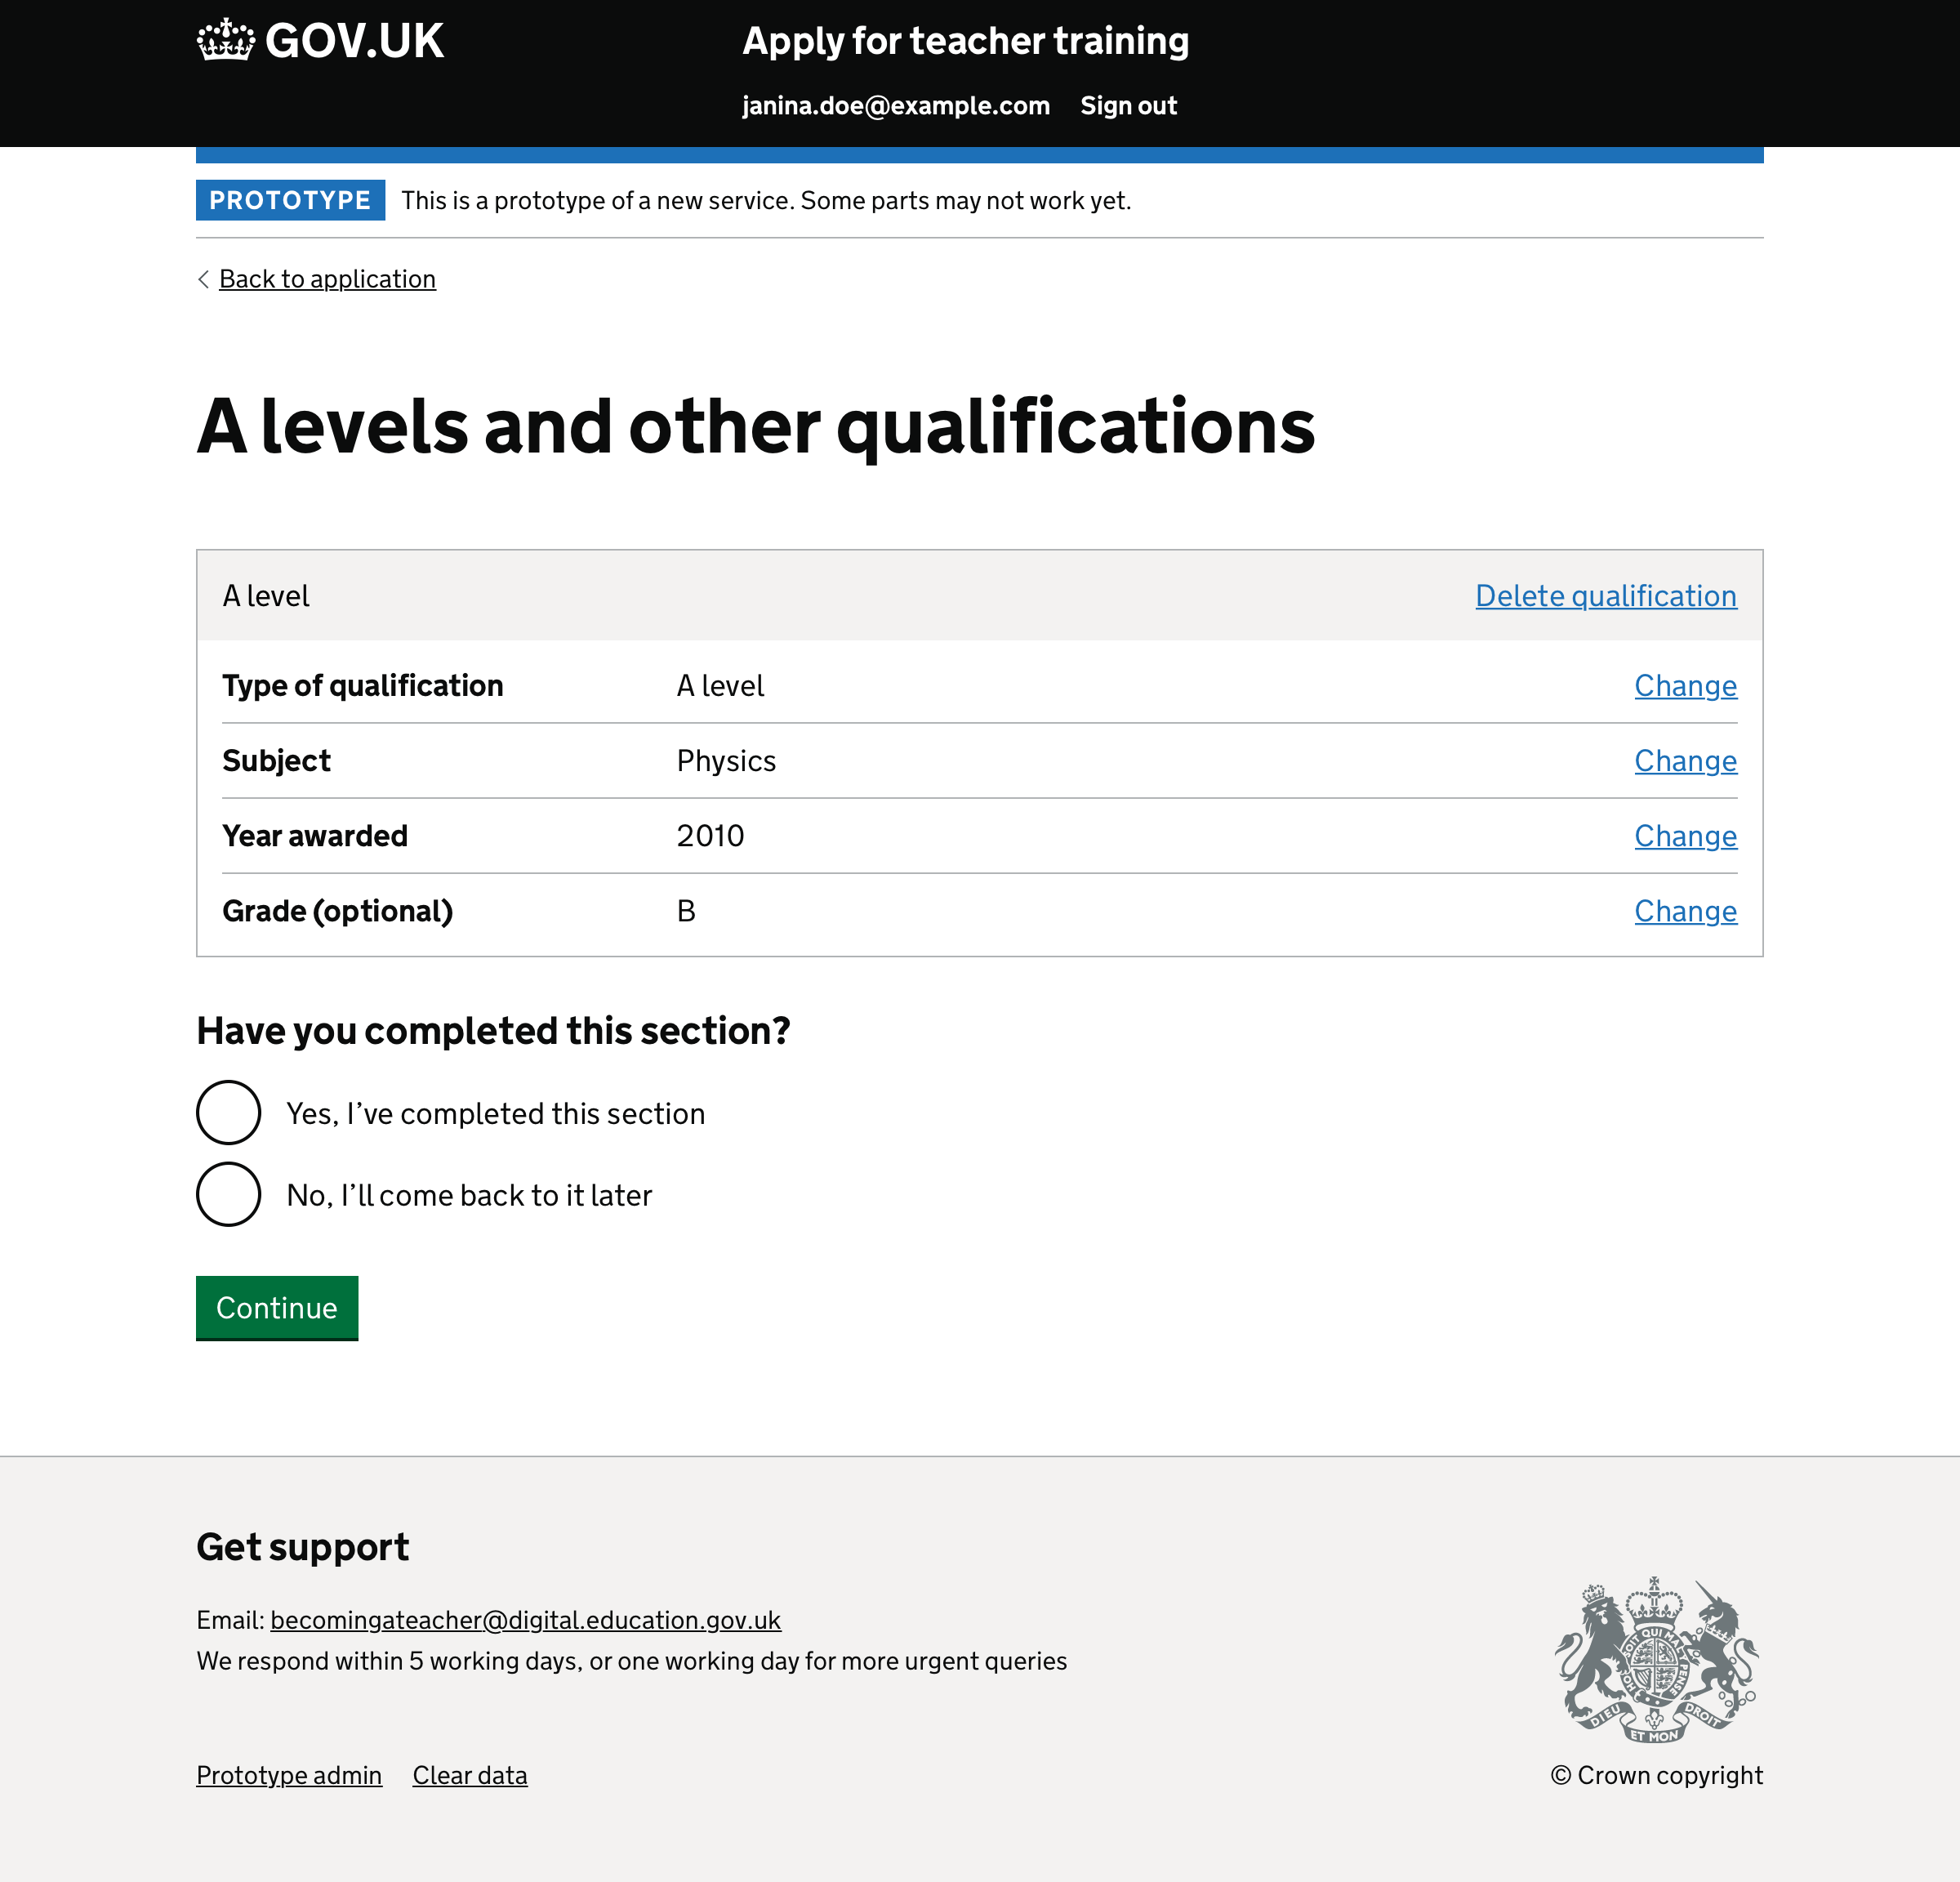 GOV.UK
Apply for teacher training
janina.doe@example.com Sign out
PROTOTYPE This is a prototype of a new service. Some parts may not work yet.
Back to application
A levels and other qualifications
A level Delete qualification
Type of qualification A level Change
Subject Physics Change
Year awarded 2010 Change
Grade (optional) B Change
Have you completed this section?
Yes, I’ve completed this section
No, I’ll come back to it later
Continue
Get support
Email: becomingateacher@digital.education.gov.uk
We respond within 5 working days, or one working day for more urgent queries
DIEU ET MON DROIT
Prototype admin Clear data
© Crown copyright